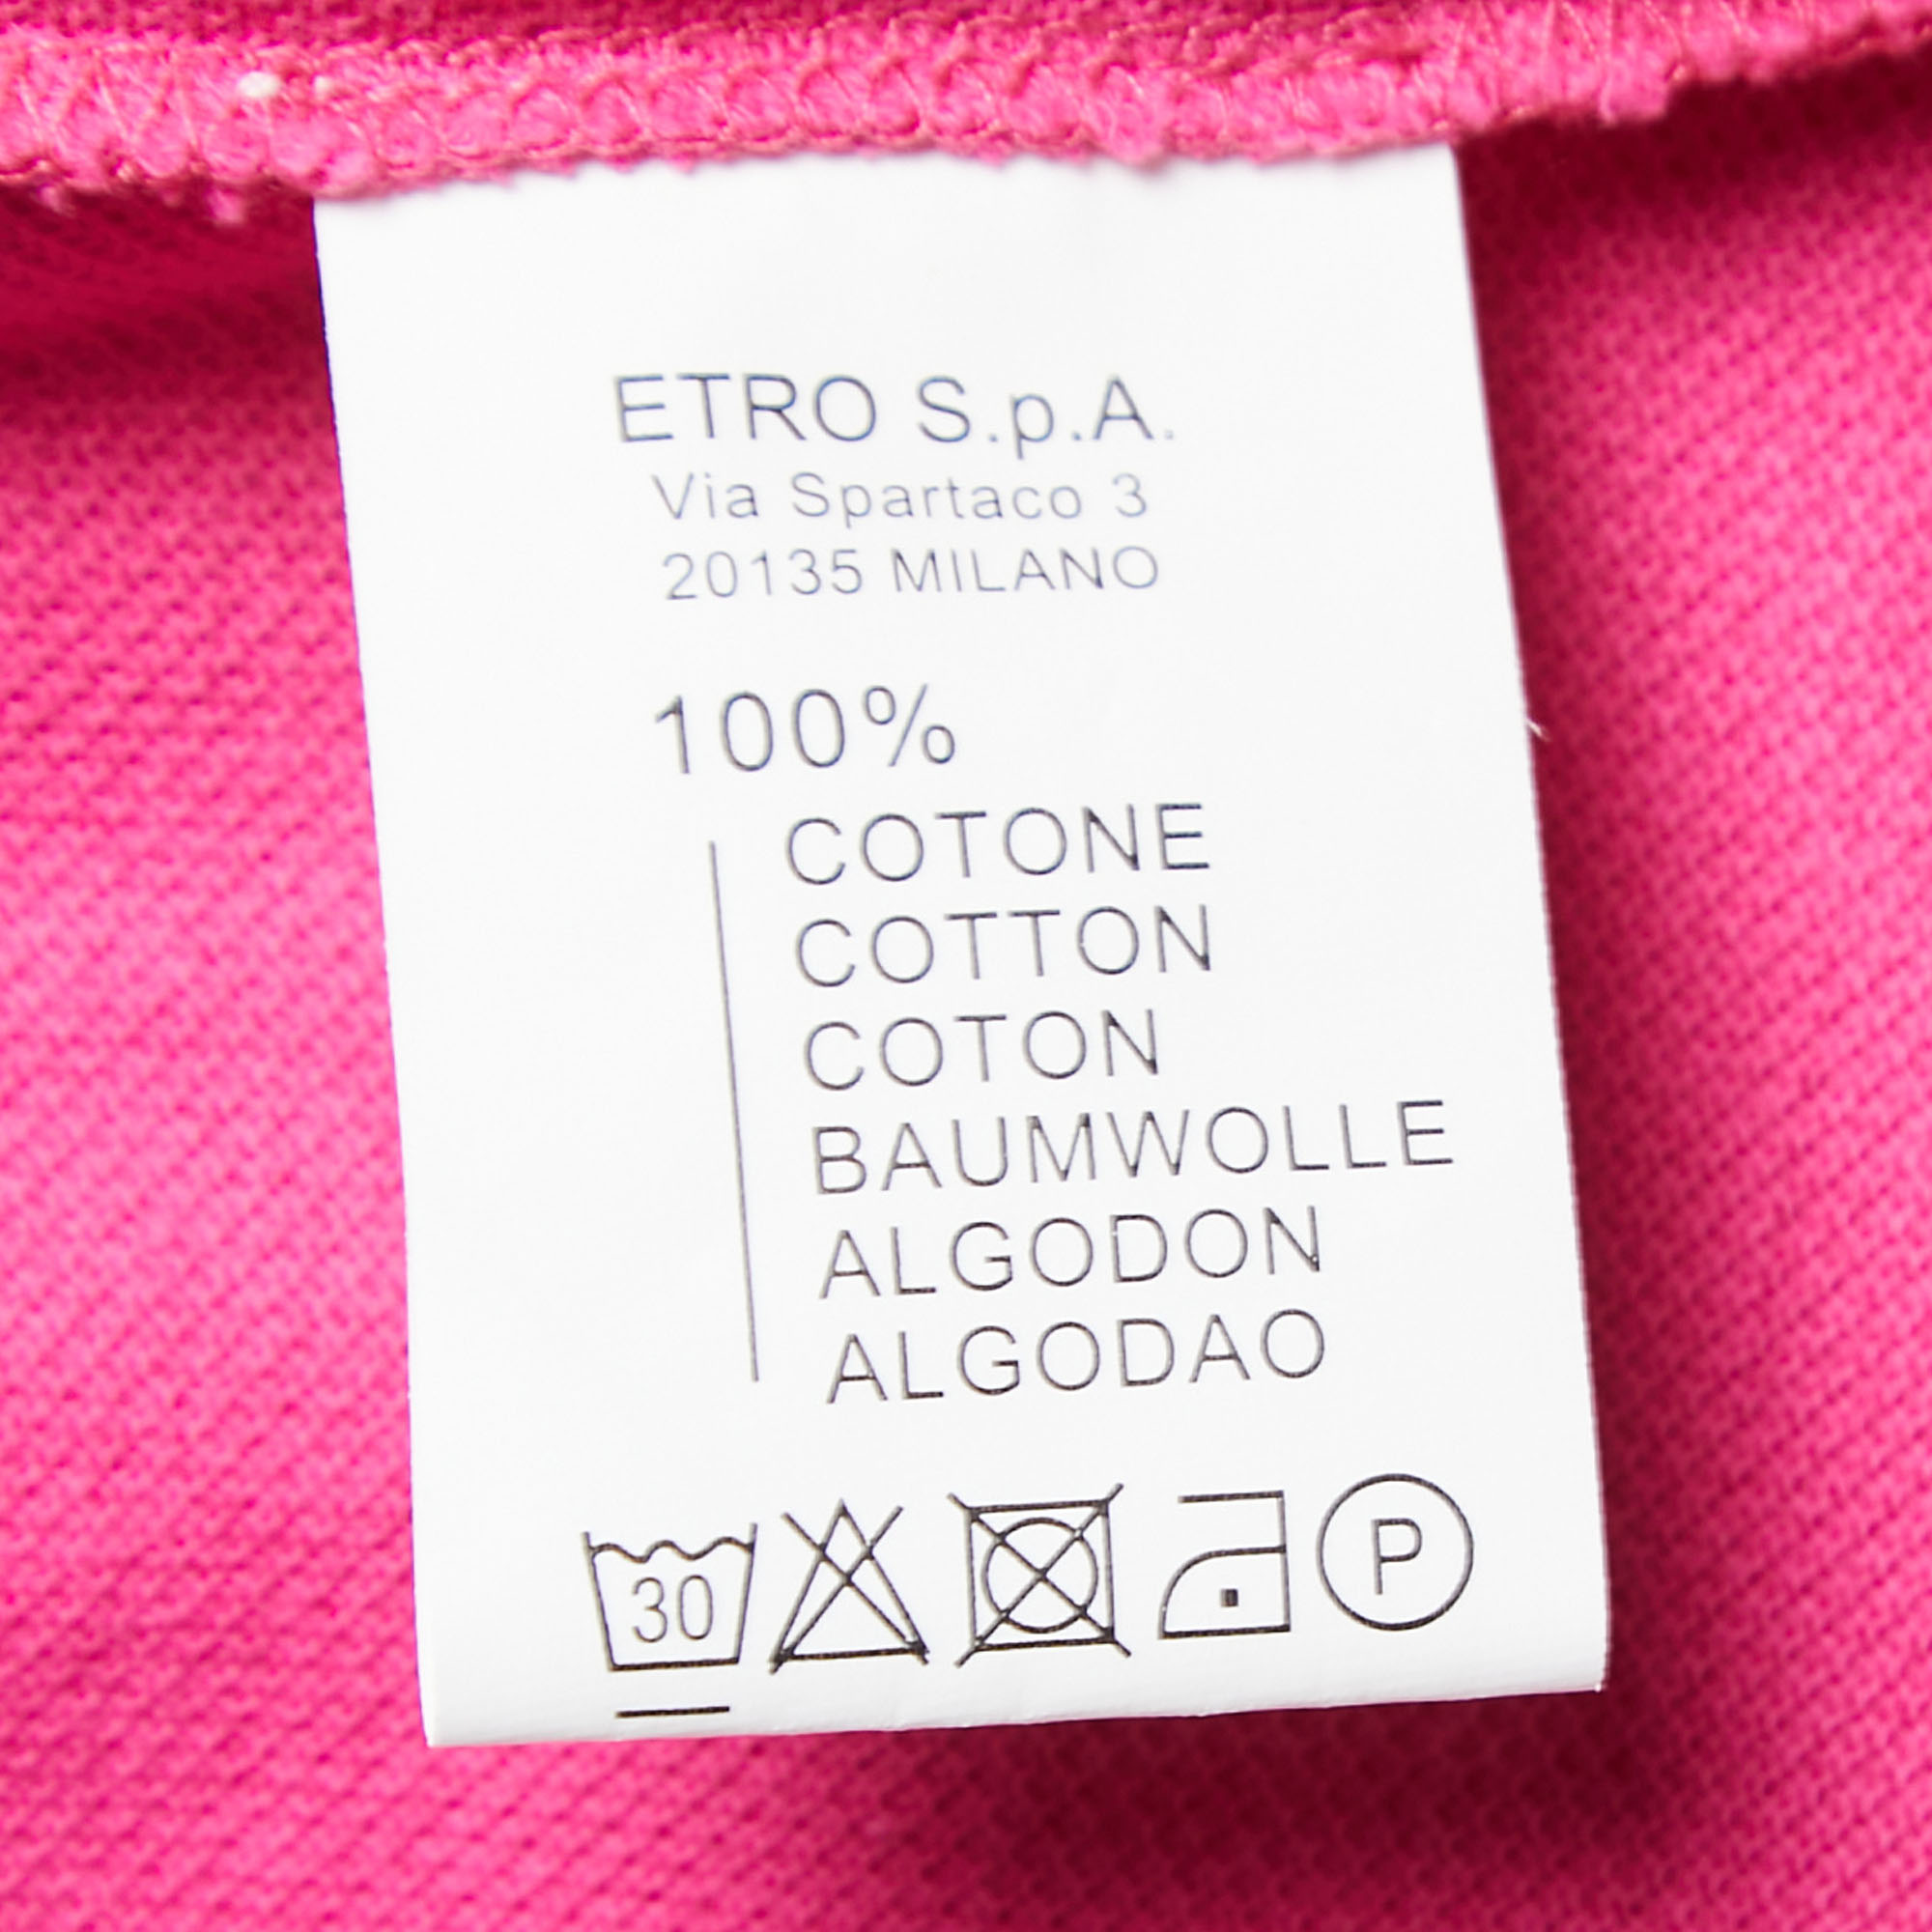 ETRO S.p.A.
Via Spartaco 3
20135 MILANO
100%
COTONE
COTTON
COTON
BAUMWOLLE
ALGODON
ALGODAO
30
P